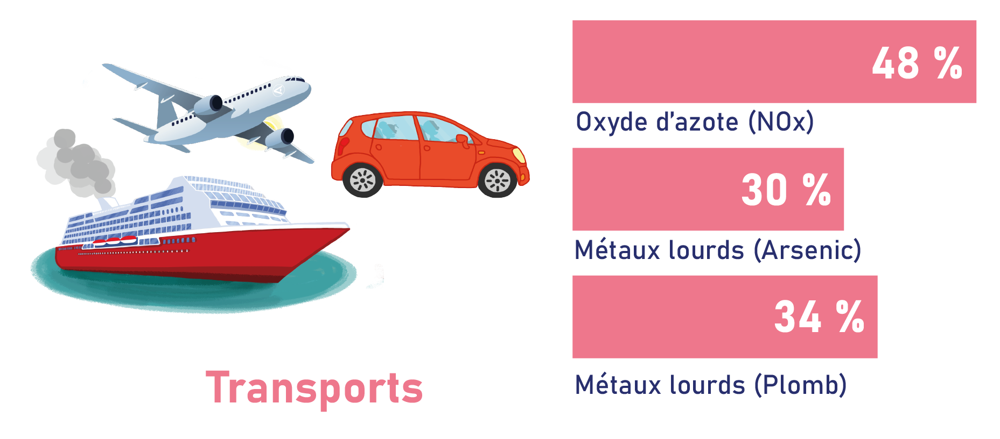 48 %
Oxyde d’azote (NOx)
30 %
Métaux lourds (Arsenic)
34 %
Métaux lourds (Plomb)
Transports